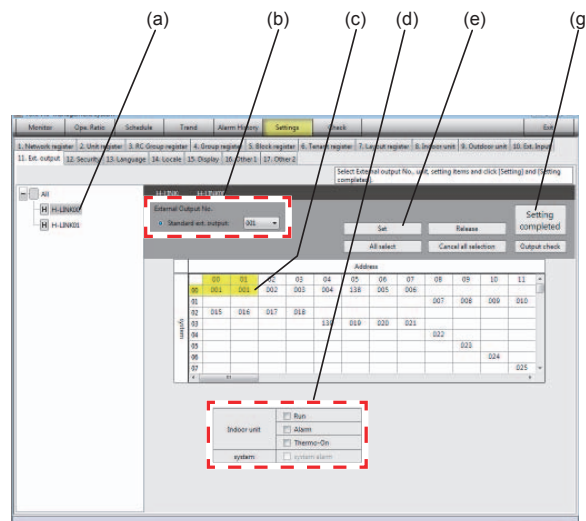 (a) (b) (c) (d) (e) (g
Monitor Ope. Ratio Schedule Trend Alarm History Settings Check Exit
1. Network register 2. Unit register 3. RC Group register 4. Group register 5. Block register 6. Tenant register 7. Layout register 8. Indoor unit 9. Outdoor unit 10. Ext. Input
11. Ext. output 12. Security 13. Language 14. Locale 15. Display 16. Other1 17. Other2
Select External output No., unit, setting items and click [Setting] and [Setting
completed].
All
H H-LINK00
H H-LINK01
H-LINK: H-LINK00
External Output No.
Standard ext. output: 001
Set Release
Setting
completed
All select Cancel all selection Output check
Address
00 01 02 03 04 05 06 07 08 09 10 11
00 001 001 002 003 004 138 005 006
01 007 008 009 010
02 015 016 017 018
03 139 019 020 021
04 022
05 023
06 024
07 025
system
Indoor unit
Run
Alarm
Thermo-On
system: system alarm